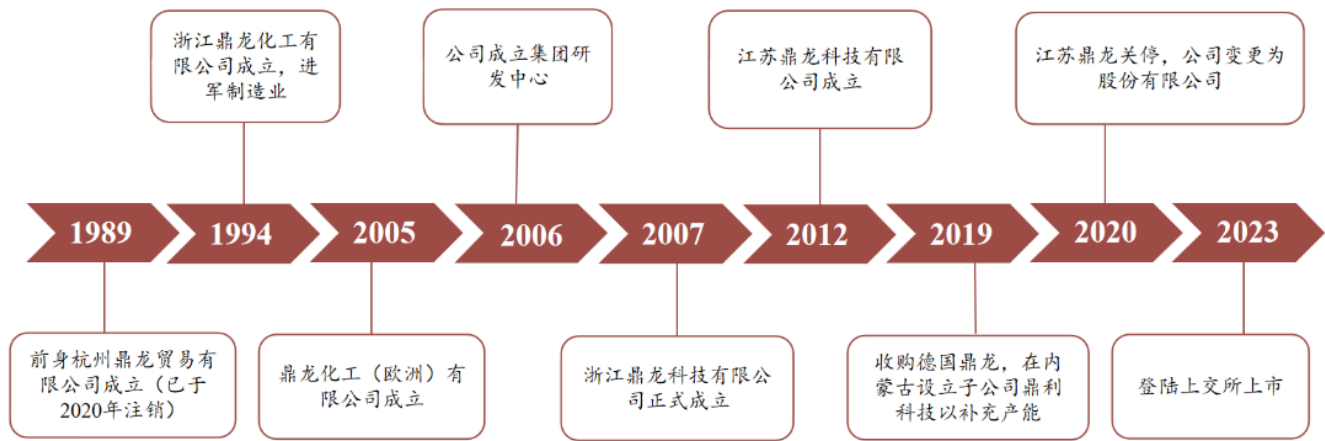 浙江鼎龙化工有
限公司成立，进
军制造业
公司成立集团研
发中心
江苏鼎龙科技有限
公司成立
江苏鼎龙关停，公司变更为
股份有限公司
1989
1994
2005
2006
2007
2012
2019
2020
2023
前身杭州鼎龙贸易有
限公司成立（已于
2020年注销）
鼎龙化工（欧洲）有
限公司成立
浙江鼎龙科技有限公
司正式成立
收购德国鼎龙，在内
蒙古设立子公司鼎利
科技以补充产能
登陆上交所上市